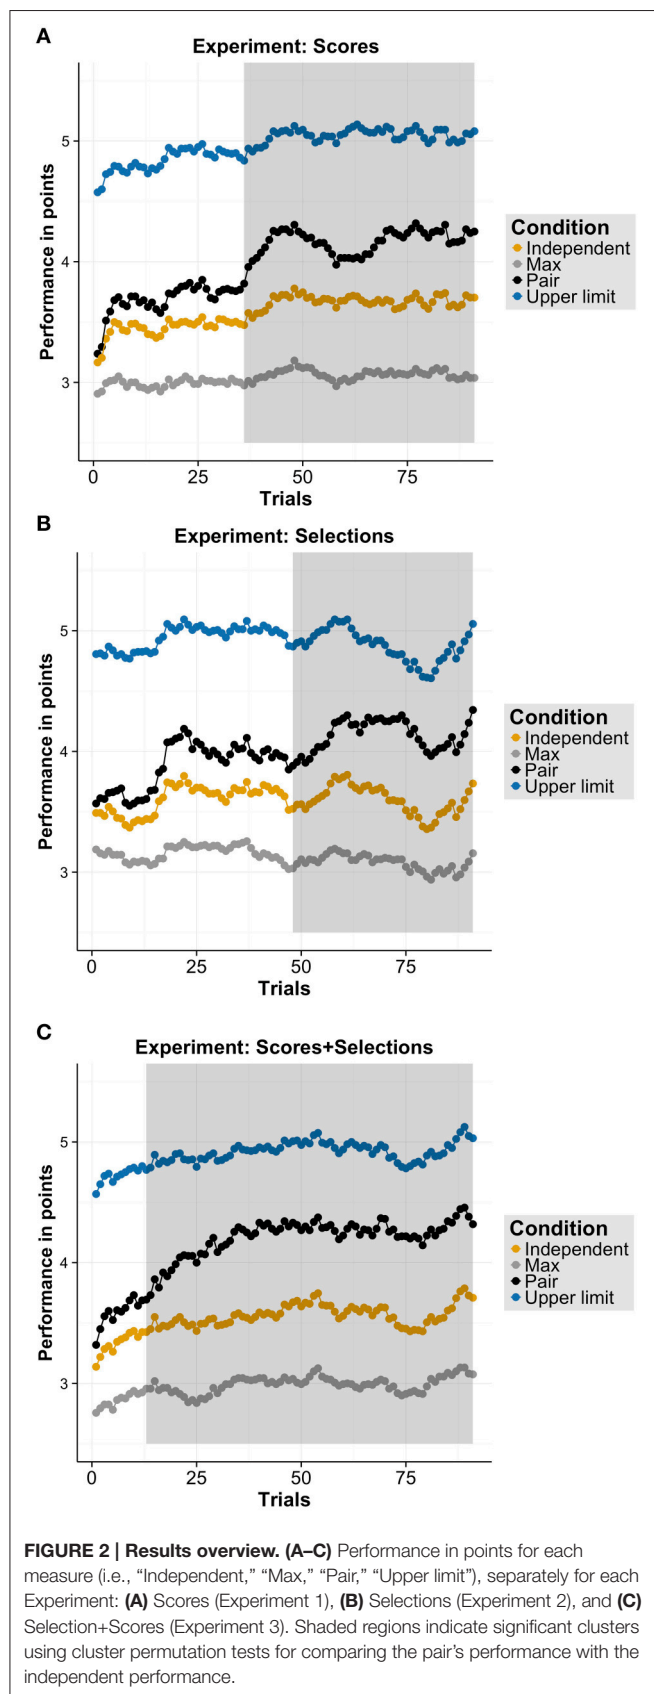 A
Experiment: Scores
5
4
3
Performance in points
0 25 50 75
Trials
Condition
Independent
Max
Pair
Upper limit
B
Experiment: Selections
5
4
3
Performance in points
0 25 50 75
Trials
Condition
Independent
Max
Pair
Upper limit
C
Experiment: Scores+Selections
5
4
3
Performance in points
0 25 50 75
Trials
Condition
Independent
Max
Pair
Upper limit
FIGURE 2 | Results overview. (A–C) Performance in points for each
measure (i.e., “Independent,” “Max,” “Pair,” “Upper limit”), separately for each
Experiment: (A) Scores (Experiment 1), (B) Selections (Experiment 2), and (C)
Selection+Scores (Experiment 3). Shaded regions indicate significant clusters
using cluster permutation tests for comparing the pair’s performance with the
independent performance.